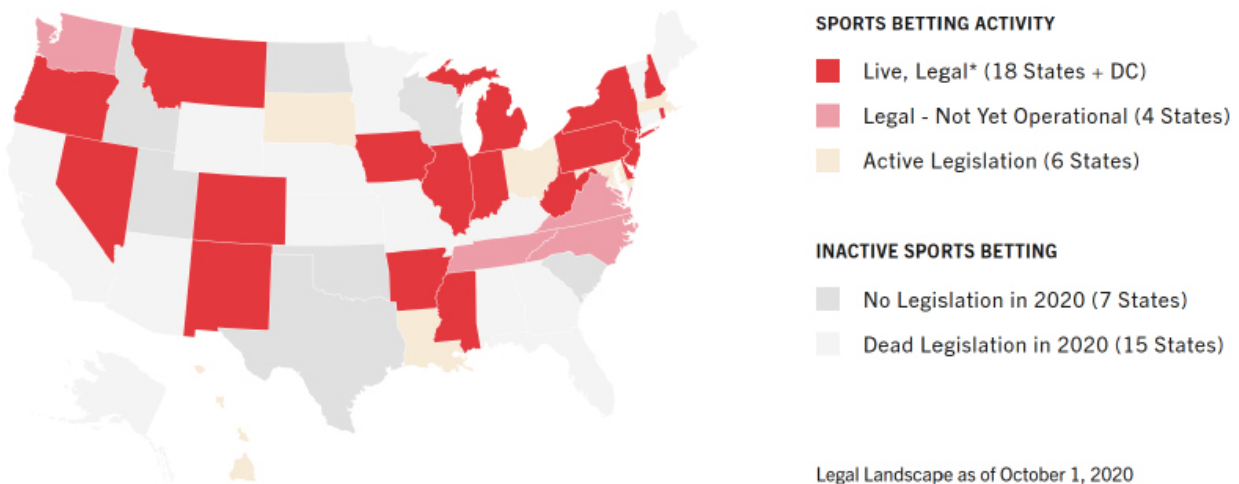 SPORTS BETTING ACTIVITY
Live, Legal* (18 States + DC)
Legal - Not Yet Operational (4 States)
Active Legislation (6 States)
INACTIVE SPORTS BETTING
No Legislation in 2020 (7 States)
Dead Legislation in 2020 (15 States)
Legal Landscape as of October 1, 2020